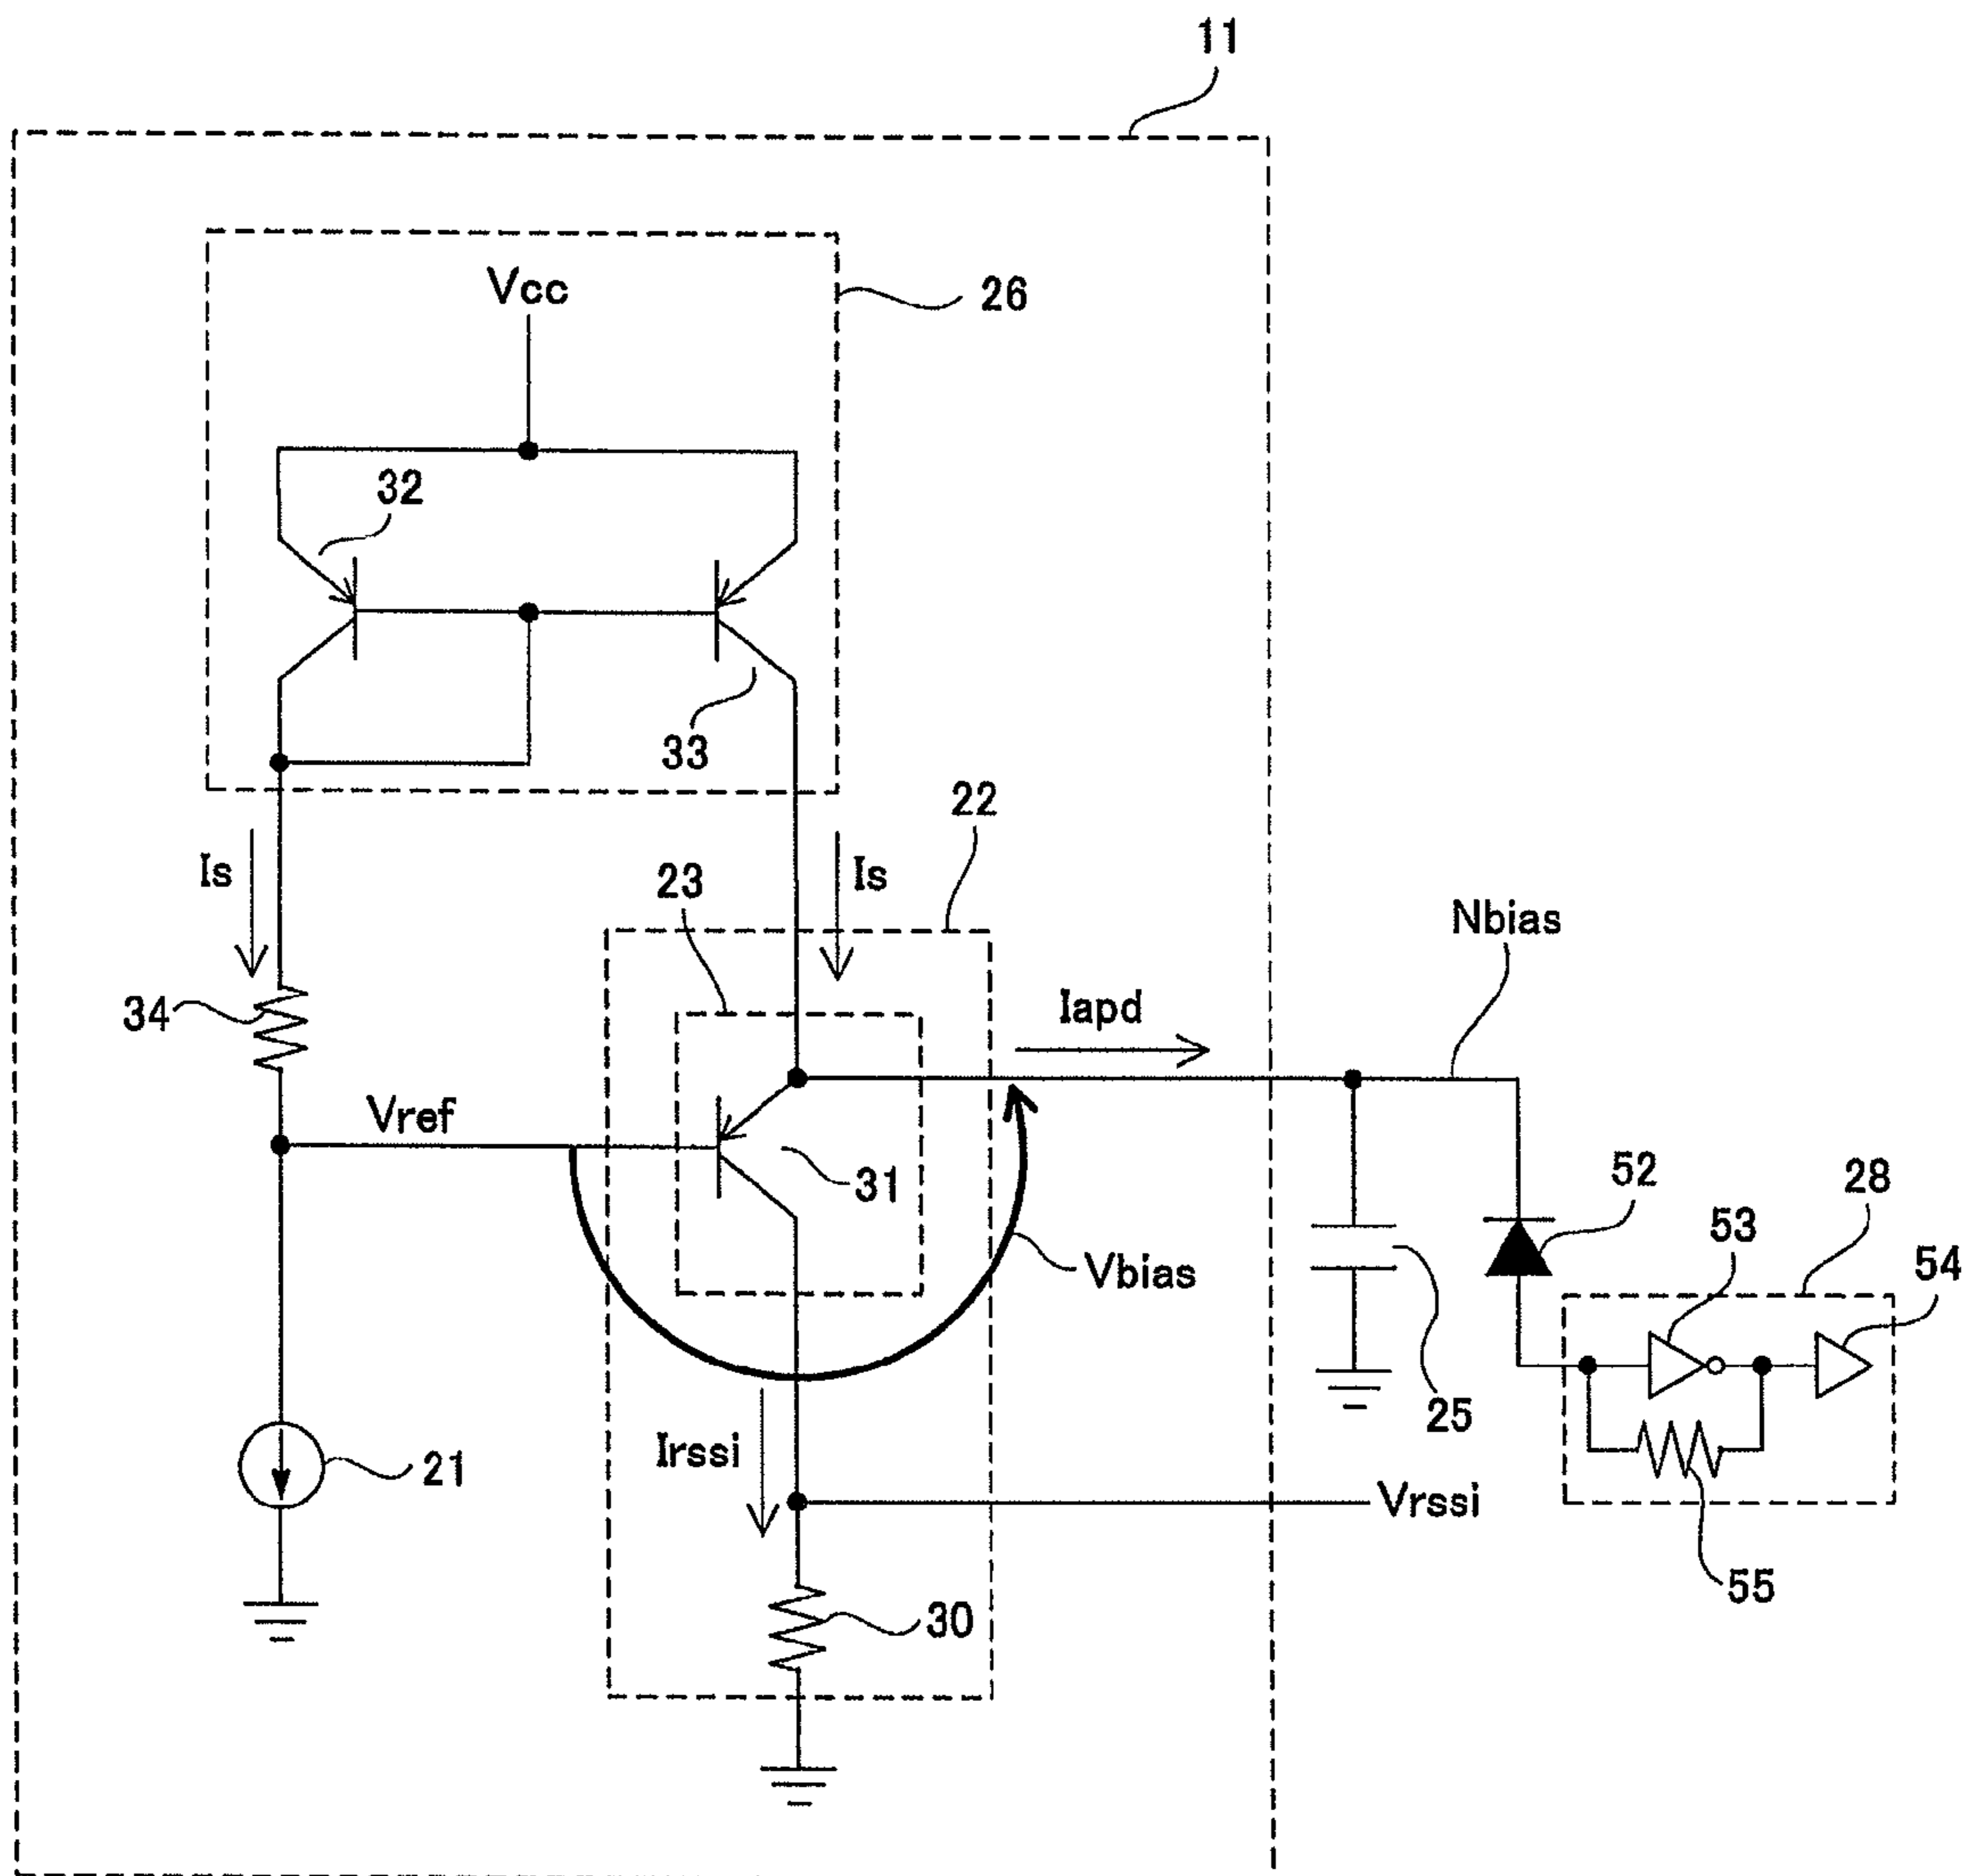 11
Vcc
26
32
33
22
Is
23
Is
Nbias
34
Iapd
Vref
31
52
28
53
54
Vbias
25
Irssi
21
Vrssi
55
30